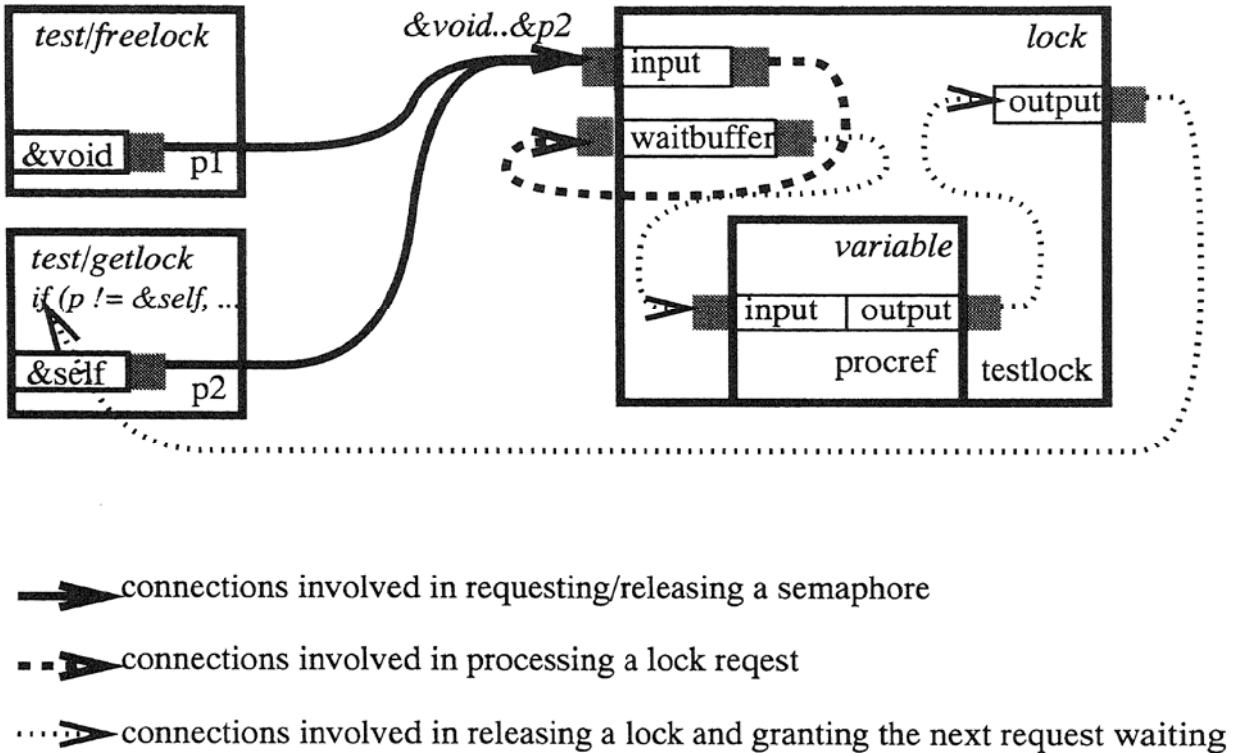 test/freelock
&void
p1
&void..&p2
lock
input
waitbuffer
output
test/getlock
if (p != &self, ...
&self
p2
variable
input
output
procref
testlock
connections involved in requesting/releasing a semaphore
connections involved in processing a lock reqest
connections involved in releasing a lock and granting the next request waiting